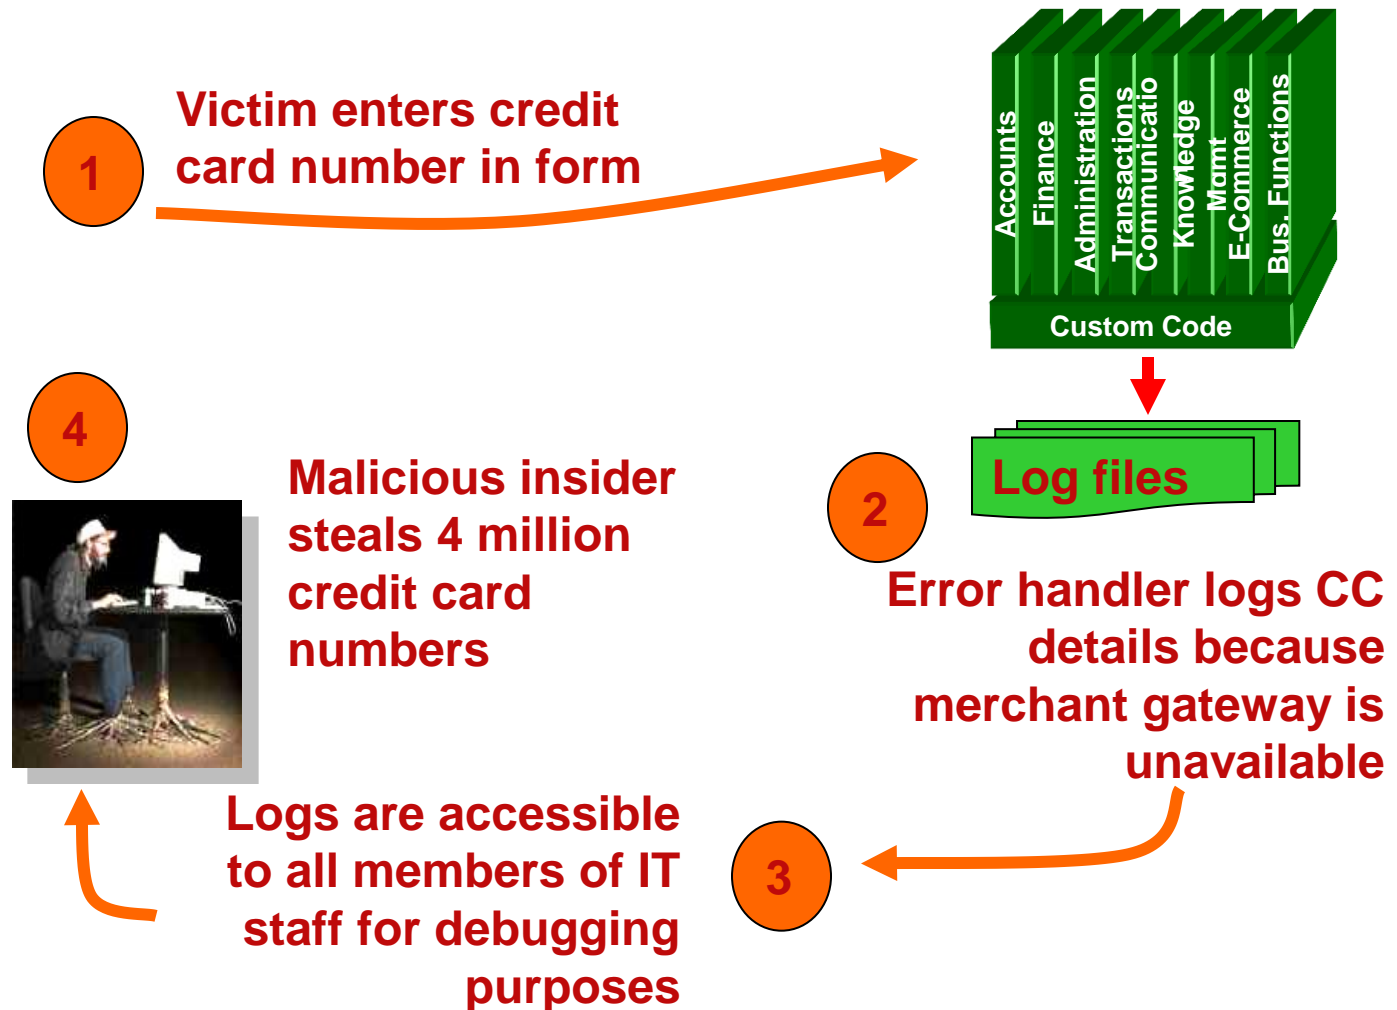 1
Victim enters credit
card number in form
Accounts
Finance
Administration
Transactions
Communicatio
Knowledge
Mgmt
E-Commerce
Bus. Functions
Custom Code
Log files
2
Error handler logs CC
details because
merchant gateway is
unavailable
3
Logs are accessible
to all members of IT
staff for debugging
purposes
4
Malicious insider
steals 4 million
credit card
numbers